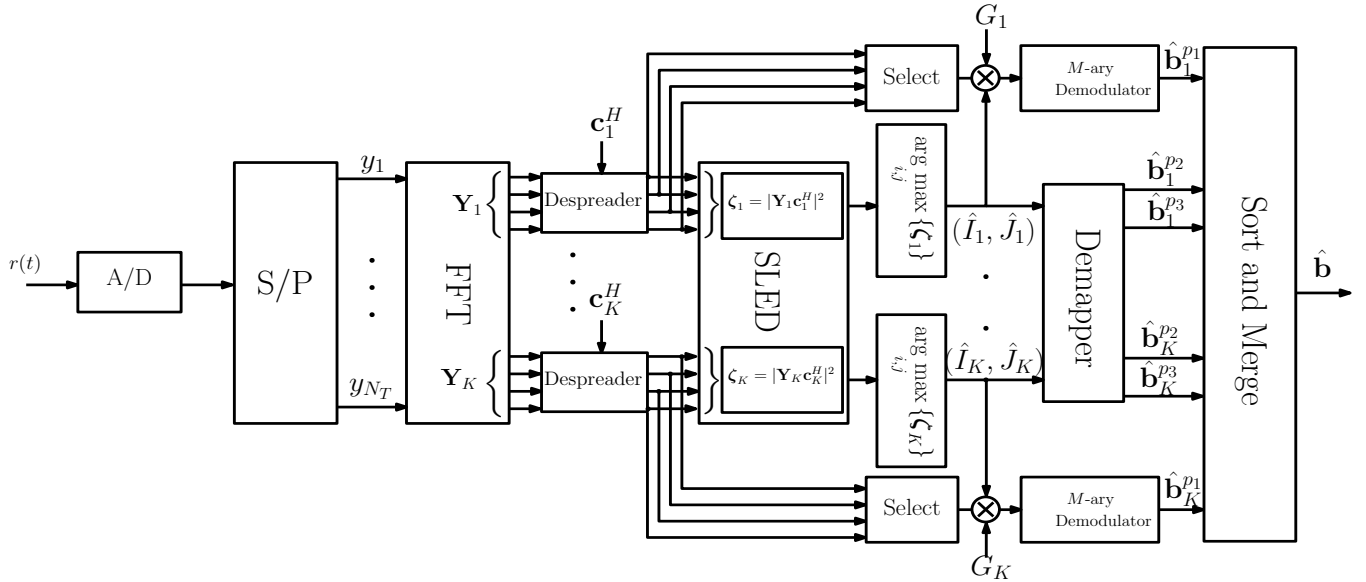 r(t)
A/D
S/P
y_1
y_{N_T}
FFT
Y_1
Y_K
c_1^H
Despreader
c_K^H
Despreader
ζ_1 = |Y_1 c_1^H|^2
SLED
ζ_K = |Y_K c_K^H|^2
Select
G_1
M-ary
Demodulator
b̂_1^{p_1}
arg max {ζ_1}
i,j
(Î_1, Ĵ_1)
Demapper
b̂_1^{p_2}
b̂_1^{p_3}
arg max {ζ_K}
i,j
(Î_K, Ĵ_K)
b̂_K^{p_2}
b̂_K^{p_3}
Select
G_K
M-ary
Demodulator
b̂_K^{p_1}
Sort and Merge
b̂